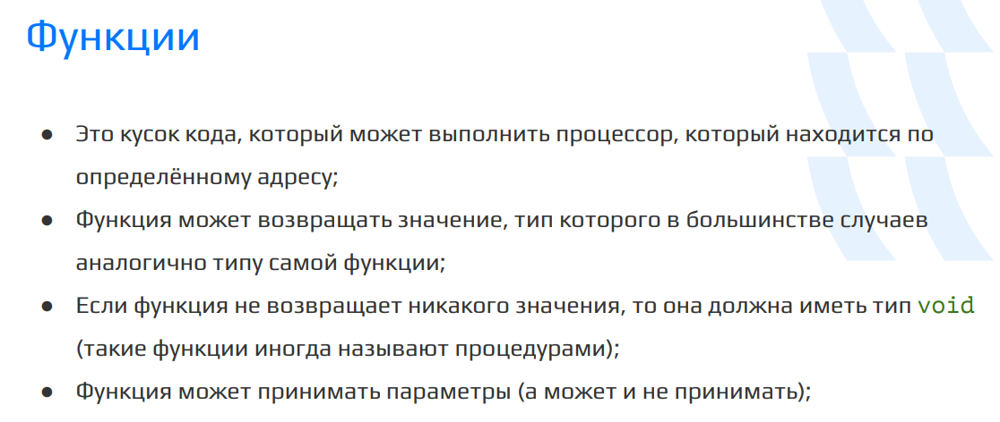 Функции
● Это кусок кода, который может выполнить процессор, который находится по
определённому адресу;
● Функция может возвращать значение, тип которого в большинстве случаев
аналогично типу самой функции;
● Если функция не возвращает никакого значения, то она должна иметь тип void
(такие функции иногда называют процедурами);
● Функция может принимать параметры (а может и не принимать);